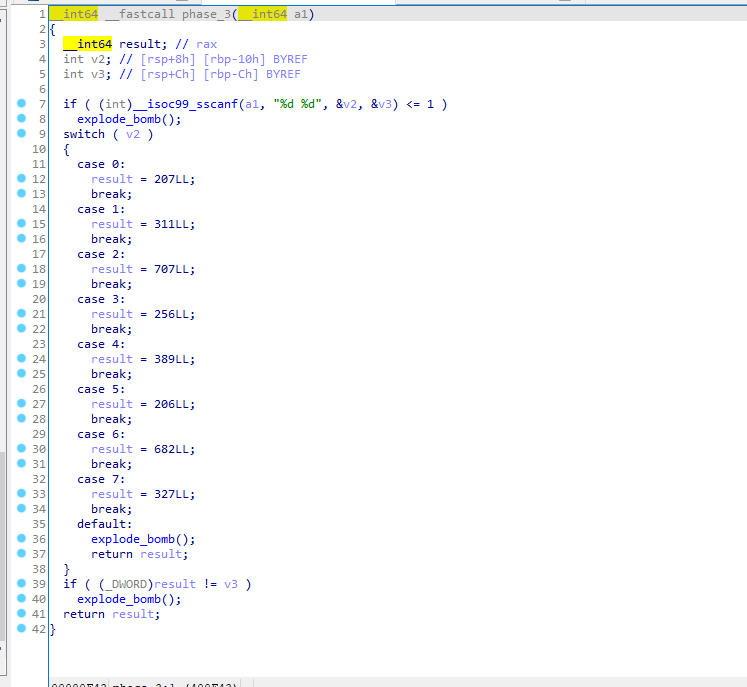 1 __int64 __fastcall phase_3(__int64 a1)
2 {
3   __int64 result; // rax
4   int v2; // [rsp+8h] [rbp-10h] BYREF
5   int v3; // [rsp+Ch] [rbp-Ch] BYREF
6
7   if ( (int)__isoc99_sscanf(a1, "%d %d", &v2, &v3) <= 1 )
8     explode_bomb();
9   switch ( v2 )
10   {
11     case 0:
12       result = 207LL;
13       break;
14     case 1:
15       result = 311LL;
16       break;
17     case 2:
18       result = 707LL;
19       break;
20     case 3:
21       result = 256LL;
22       break;
23     case 4:
24       result = 389LL;
25       break;
26     case 5:
27       result = 206LL;
28       break;
29     case 6:
30       result = 682LL;
31       break;
32     case 7:
33       result = 327LL;
34       break;
35     default:
36       explode_bomb();
37       return result;
38   }
39   if ( (_DWORD)result != v3 )
40     explode_bomb();
41   return result;
42 }